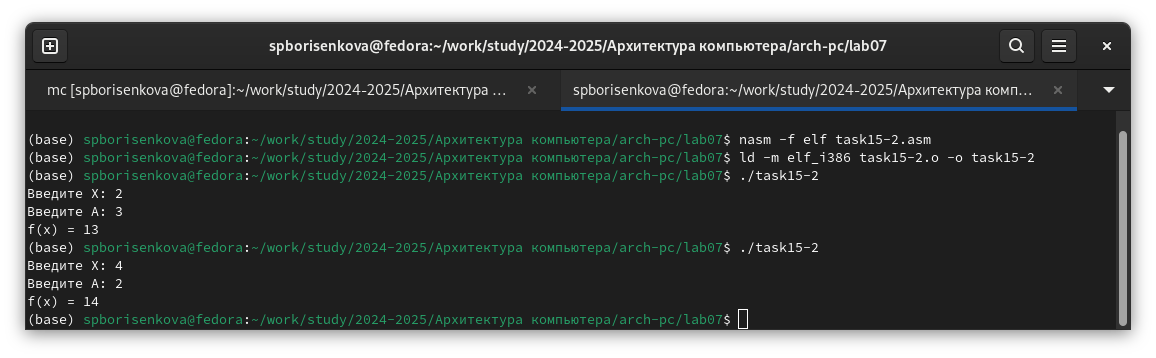 spborisenkova@fedora:~/work/study/2024-2025/Архитектура компьютера/arch-pc/lab07
mc [spborisenkova@fedora]:~/work/study/2024-2025/Архитектура ...
spborisenkova@fedora:~/work/study/2024-2025/Архитектура комп...
(base) spborisenkova@fedora:~/work/study/2024-2025/Архитектура компьютера/arch-pc/lab07$ nasm -f elf task15-2.asm
(base) spborisenkova@fedora:~/work/study/2024-2025/Архитектура компьютера/arch-pc/lab07$ ld -m elf_i386 task15-2.o -o task15-2
(base) spborisenkova@fedora:~/work/study/2024-2025/Архитектура компьютера/arch-pc/lab07$ ./task15-2
Введите X: 2
Введите A: 3
f(x) = 13
(base) spborisenkova@fedora:~/work/study/2024-2025/Архитектура компьютера/arch-pc/lab07$ ./task15-2
Введите X: 4
Введите A: 2
f(x) = 14
(base) spborisenkova@fedora:~/work/study/2024-2025/Архитектура компьютера/arch-pc/lab07$